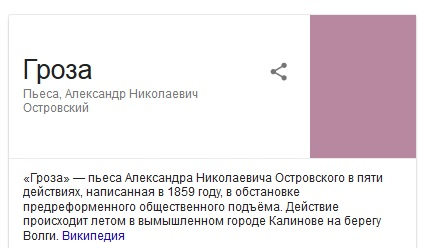 Гроза
Пьеса, Александр Николаевич
Островский
«Гроза» — пьеса Александра Николаевича Островского в пяти
действиях, написанная в 1859 году, в обстановке
предреформенного общественного подъёма. Действие
происходит летом в вымышленном городе Калинове на берегу
Волги. Википедия